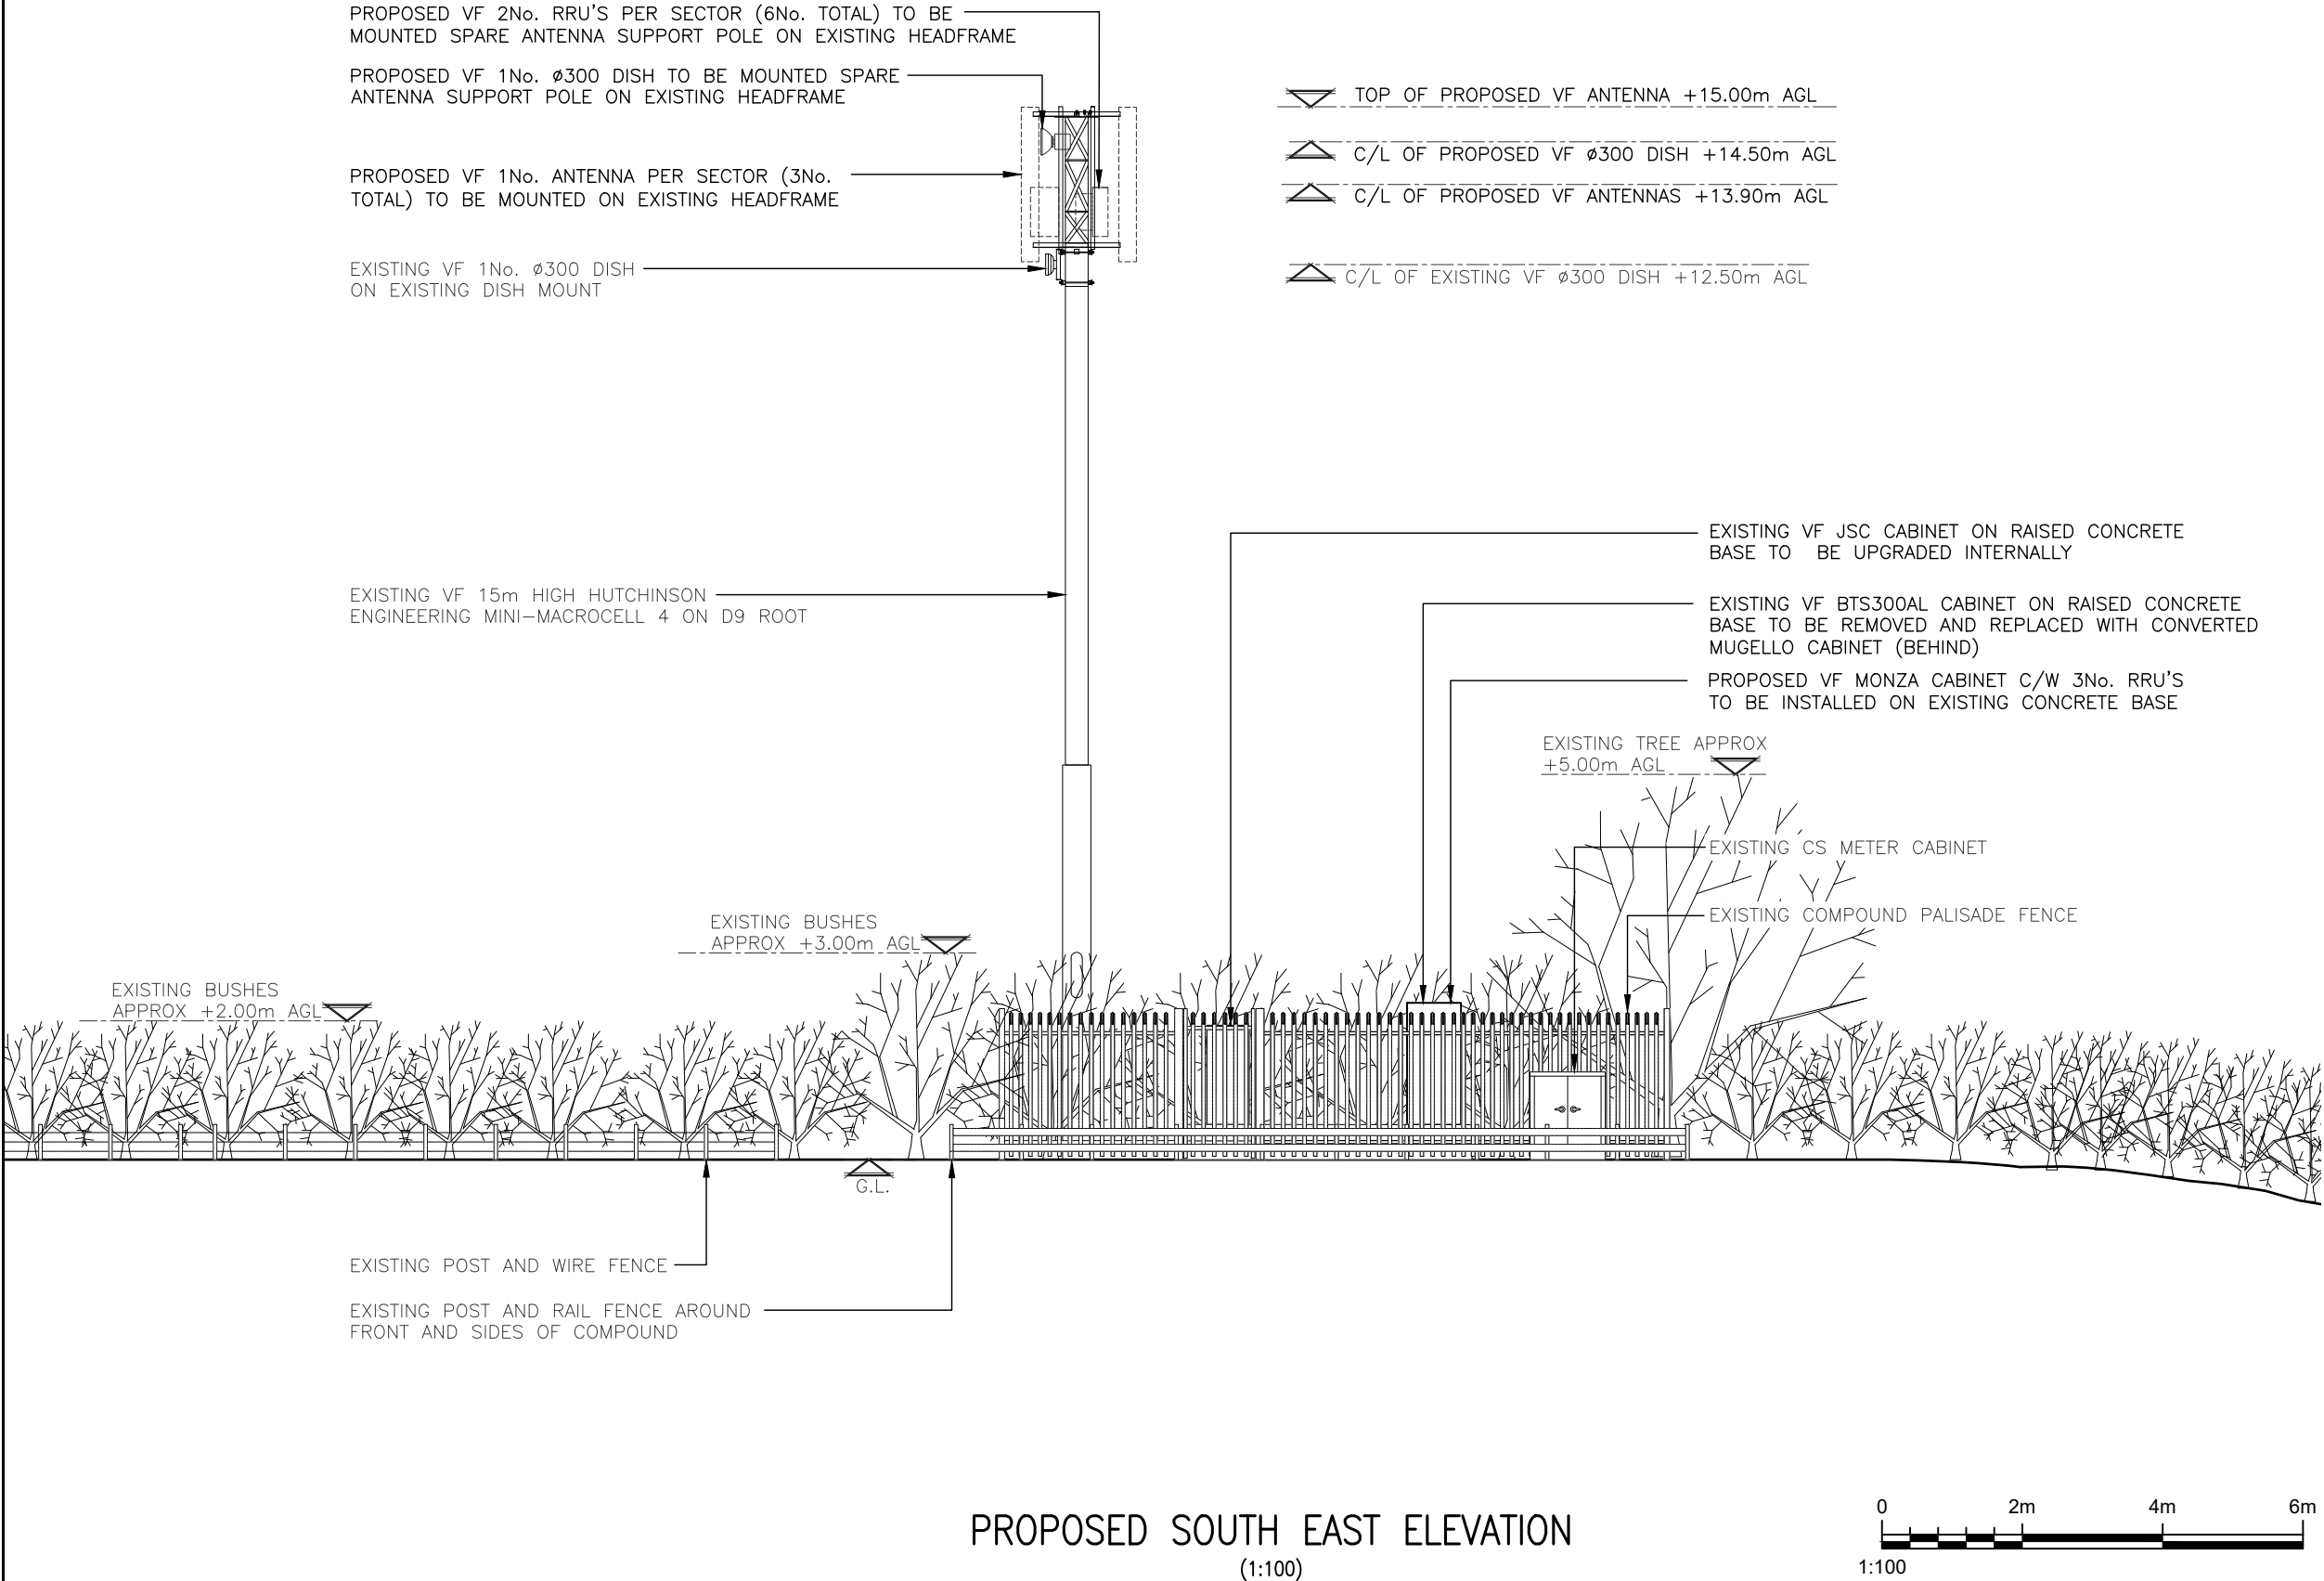 PROPOSED VF 2No. RRU'S PER SECTOR (6No. TOTAL) TO BE
MOUNTED SPARE ANTENNA SUPPORT POLE ON EXISTING HEADFRAME
PROPOSED VF 1No. ø300 DISH TO BE MOUNTED SPARE
ANTENNA SUPPORT POLE ON EXISTING HEADFRAME
PROPOSED VF 1No. ANTENNA PER SECTOR (3No.
TOTAL) TO BE MOUNTED ON EXISTING HEADFRAME
EXISTING VF 1No. ø300 DISH
ON EXISTING DISH MOUNT
TOP OF PROPOSED VF ANTENNA +15.00m AGL
C/L OF PROPOSED VF ø300 DISH +14.50m AGL
C/L OF PROPOSED VF ANTENNAS +13.90m AGL
C/L OF EXISTING VF ø300 DISH +12.50m AGL
EXISTING VF 15m HIGH HUTCHINSON
ENGINEERING MINI-MACROCELL 4 ON D9 ROOT
EXISTING VF JSC CABINET ON RAISED CONCRETE
BASE TO BE UPGRADED INTERNALLY
EXISTING VF BTS300AL CABINET ON RAISED CONCRETE
BASE TO BE REMOVED AND REPLACED WITH CONVERTED
MUGELLO CABINET (BEHIND)
PROPOSED VF MONZA CABINET C/W 3No. RRU'S
TO BE INSTALLED ON EXISTING CONCRETE BASE
EXISTING TREE APPROX
+5.00m AGL
EXISTING CS METER CABINET
EXISTING COMPOUND PALISADE FENCE
EXISTING BUSHES
APPROX +3.00m AGL
EXISTING BUSHES
APPROX +2.00m AGL
G.L.
EXISTING POST AND WIRE FENCE
EXISTING POST AND RAIL FENCE AROUND
FRONT AND SIDES OF COMPOUND
PROPOSED SOUTH EAST ELEVATION
(1:100)
0 2m 4m 6m
1:100